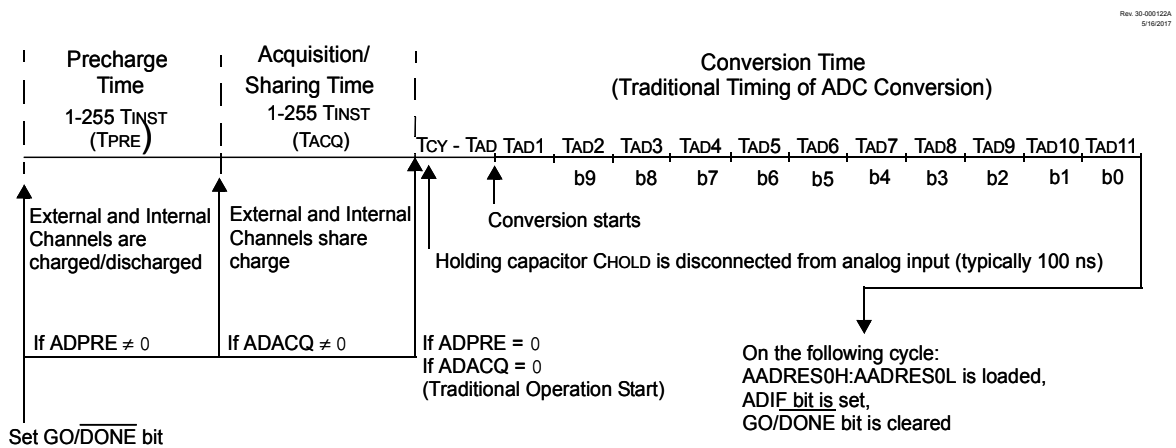 Rev. 30-000122A
5/16/2017
Precharge
Time
1-255 TINST
(TPRE)
Acquisition/
Sharing Time
1-255 TINST
(TACQ)
Conversion Time
(Traditional Timing of ADC Conversion)
TCY - TAD TAD1 TAD2 TAD3 TAD4 TAD5 TAD6 TAD7 TAD8 TAD9 TAD10 TAD11
b9 b8 b7 b6 b5 b4 b3 b2 b1 b0
External and Internal
Channels are
charged/discharged
External and Internal
Channels share
charge
Conversion starts
Holding capacitor CHOLD is disconnected from analog input (typically 100 ns)
If ADPRE ≠ 0
If ADACQ ≠ 0
If ADPRE = 0
If ADACQ = 0
(Traditional Operation Start)
On the following cycle:
AADRES0H:AADRES0L is loaded,
ADIF bit is set,
GO/DONE bit is cleared
Set GO/DONE bit